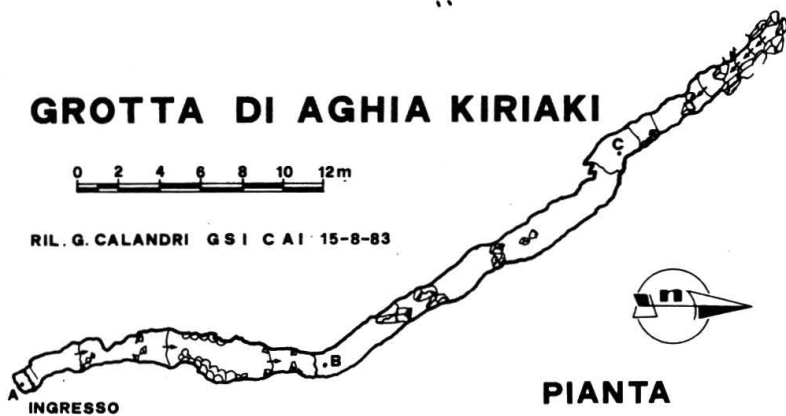 GROTTA DI AGHIA KIRIAKI
0 2 4 6 8 10 12m
RIL. G. CALANDRI GSI CAI 15-8-83
C
n
B
A
INGRESSO
PIANTA